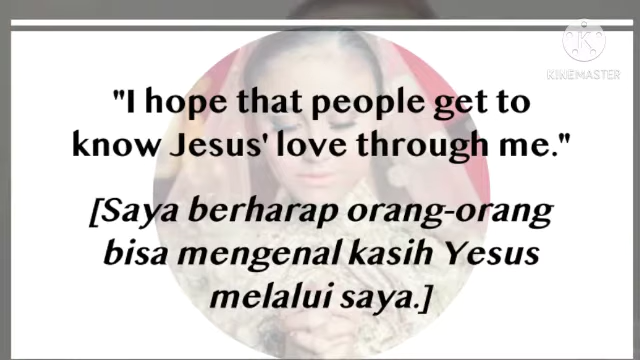 KINEMASTER
"I hope that people get to
know Jesus' love through me."
[Saya berharap orang-orang
bisa mengenal kasih Yesus
melalui saya.]